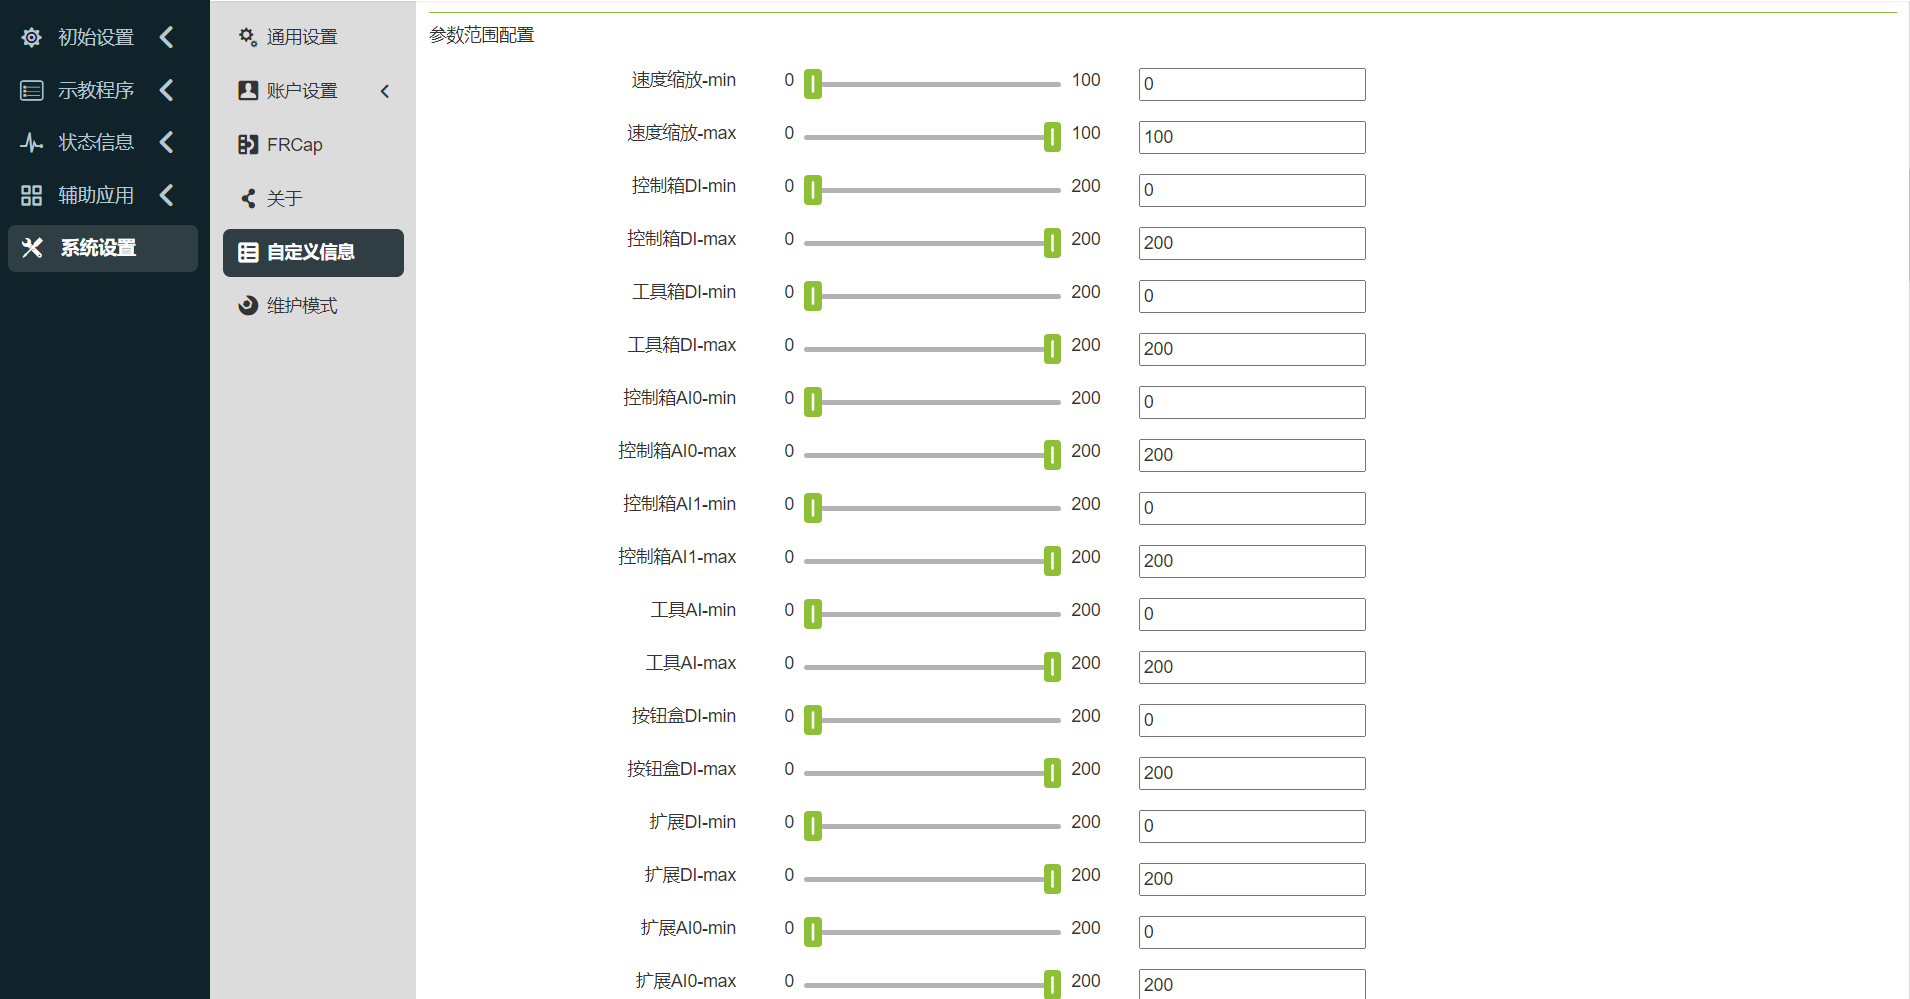 初始设置
示教程序
状态信息
辅助应用
系统设置
通用设置
账户设置
FRCap
关于
自定义信息
维护模式
参数范围配置
速度缩放-min 0 100 0
速度缩放-max 0 100 100
控制箱DI-min 0 200 0
控制箱DI-max 0 200 200
工具箱DI-min 0 200 0
工具箱DI-max 0 200 200
控制箱AI0-min 0 200 0
控制箱AI0-max 0 200 200
控制箱AI1-min 0 200 0
控制箱AI1-max 0 200 200
工具AI-min 0 200 0
工具AI-max 0 200 200
按钮盒DI-min 0 200 0
按钮盒DI-max 0 200 200
扩展DI-min 0 200 0
扩展DI-max 0 200 200
扩展AI0-min 0 200 0
扩展AI0-max 0 200 200